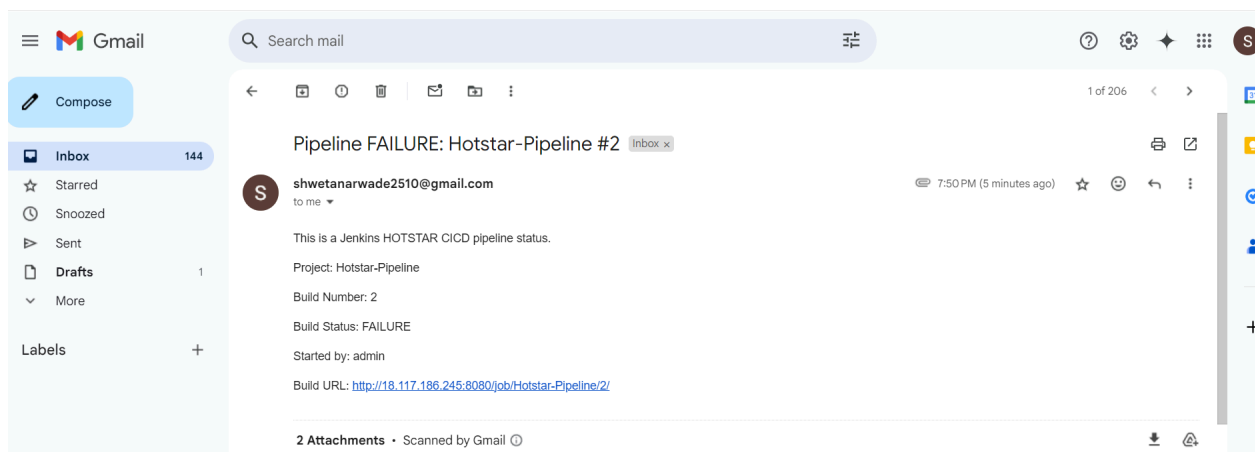 Gmail
Search mail
S
Compose
1 of 206
31
Pipeline FAILURE: Hotstar-Pipeline #2 Inbox x
Inbox 144
Starred
Snoozed
Sent
Drafts 1
More
Labels
S
shwetanarwade2510@gmail.com 7:50 PM (5 minutes ago)
to me
This is a Jenkins HOTSTAR CICD pipeline status.
Project: Hotstar-Pipeline
Build Number: 2
Build Status: FAILURE
Started by: admin
Build URL: http://18.117.186.245:8080/job/Hotstar-Pipeline/2/
2 Attachments • Scanned by Gmail